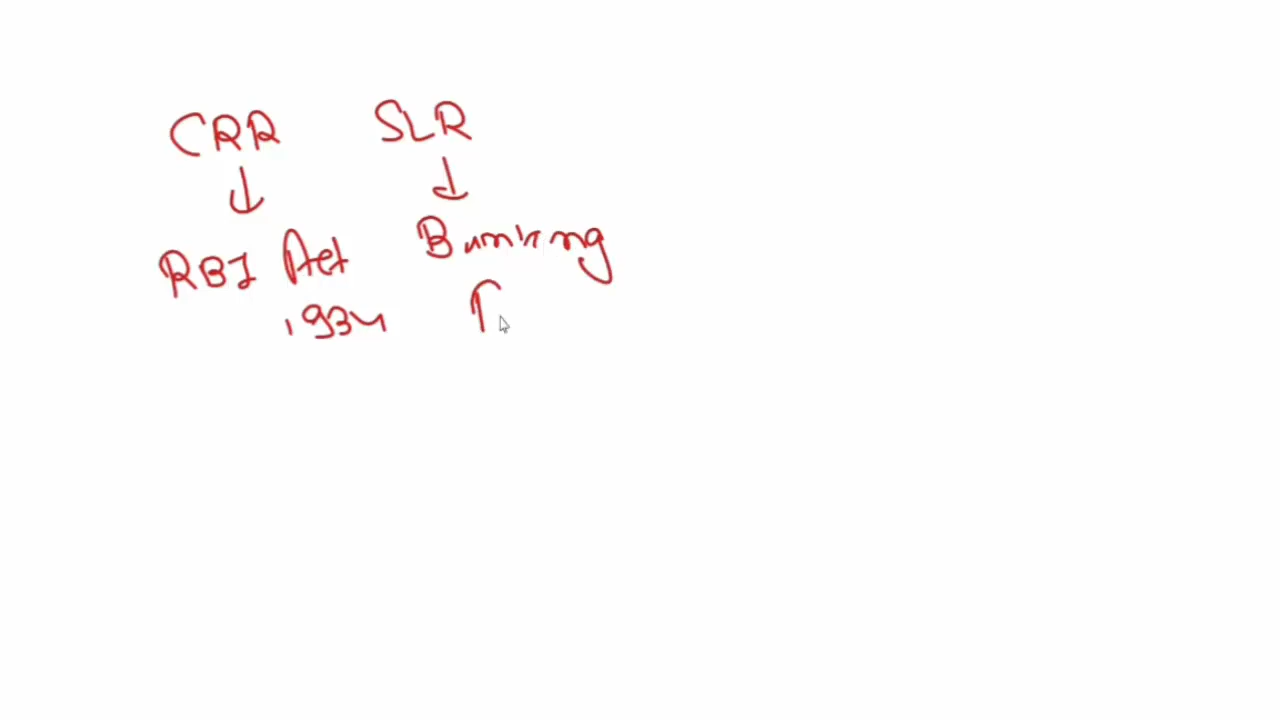 CRR SLR
↓ ↓
RBI Act Banking
1934